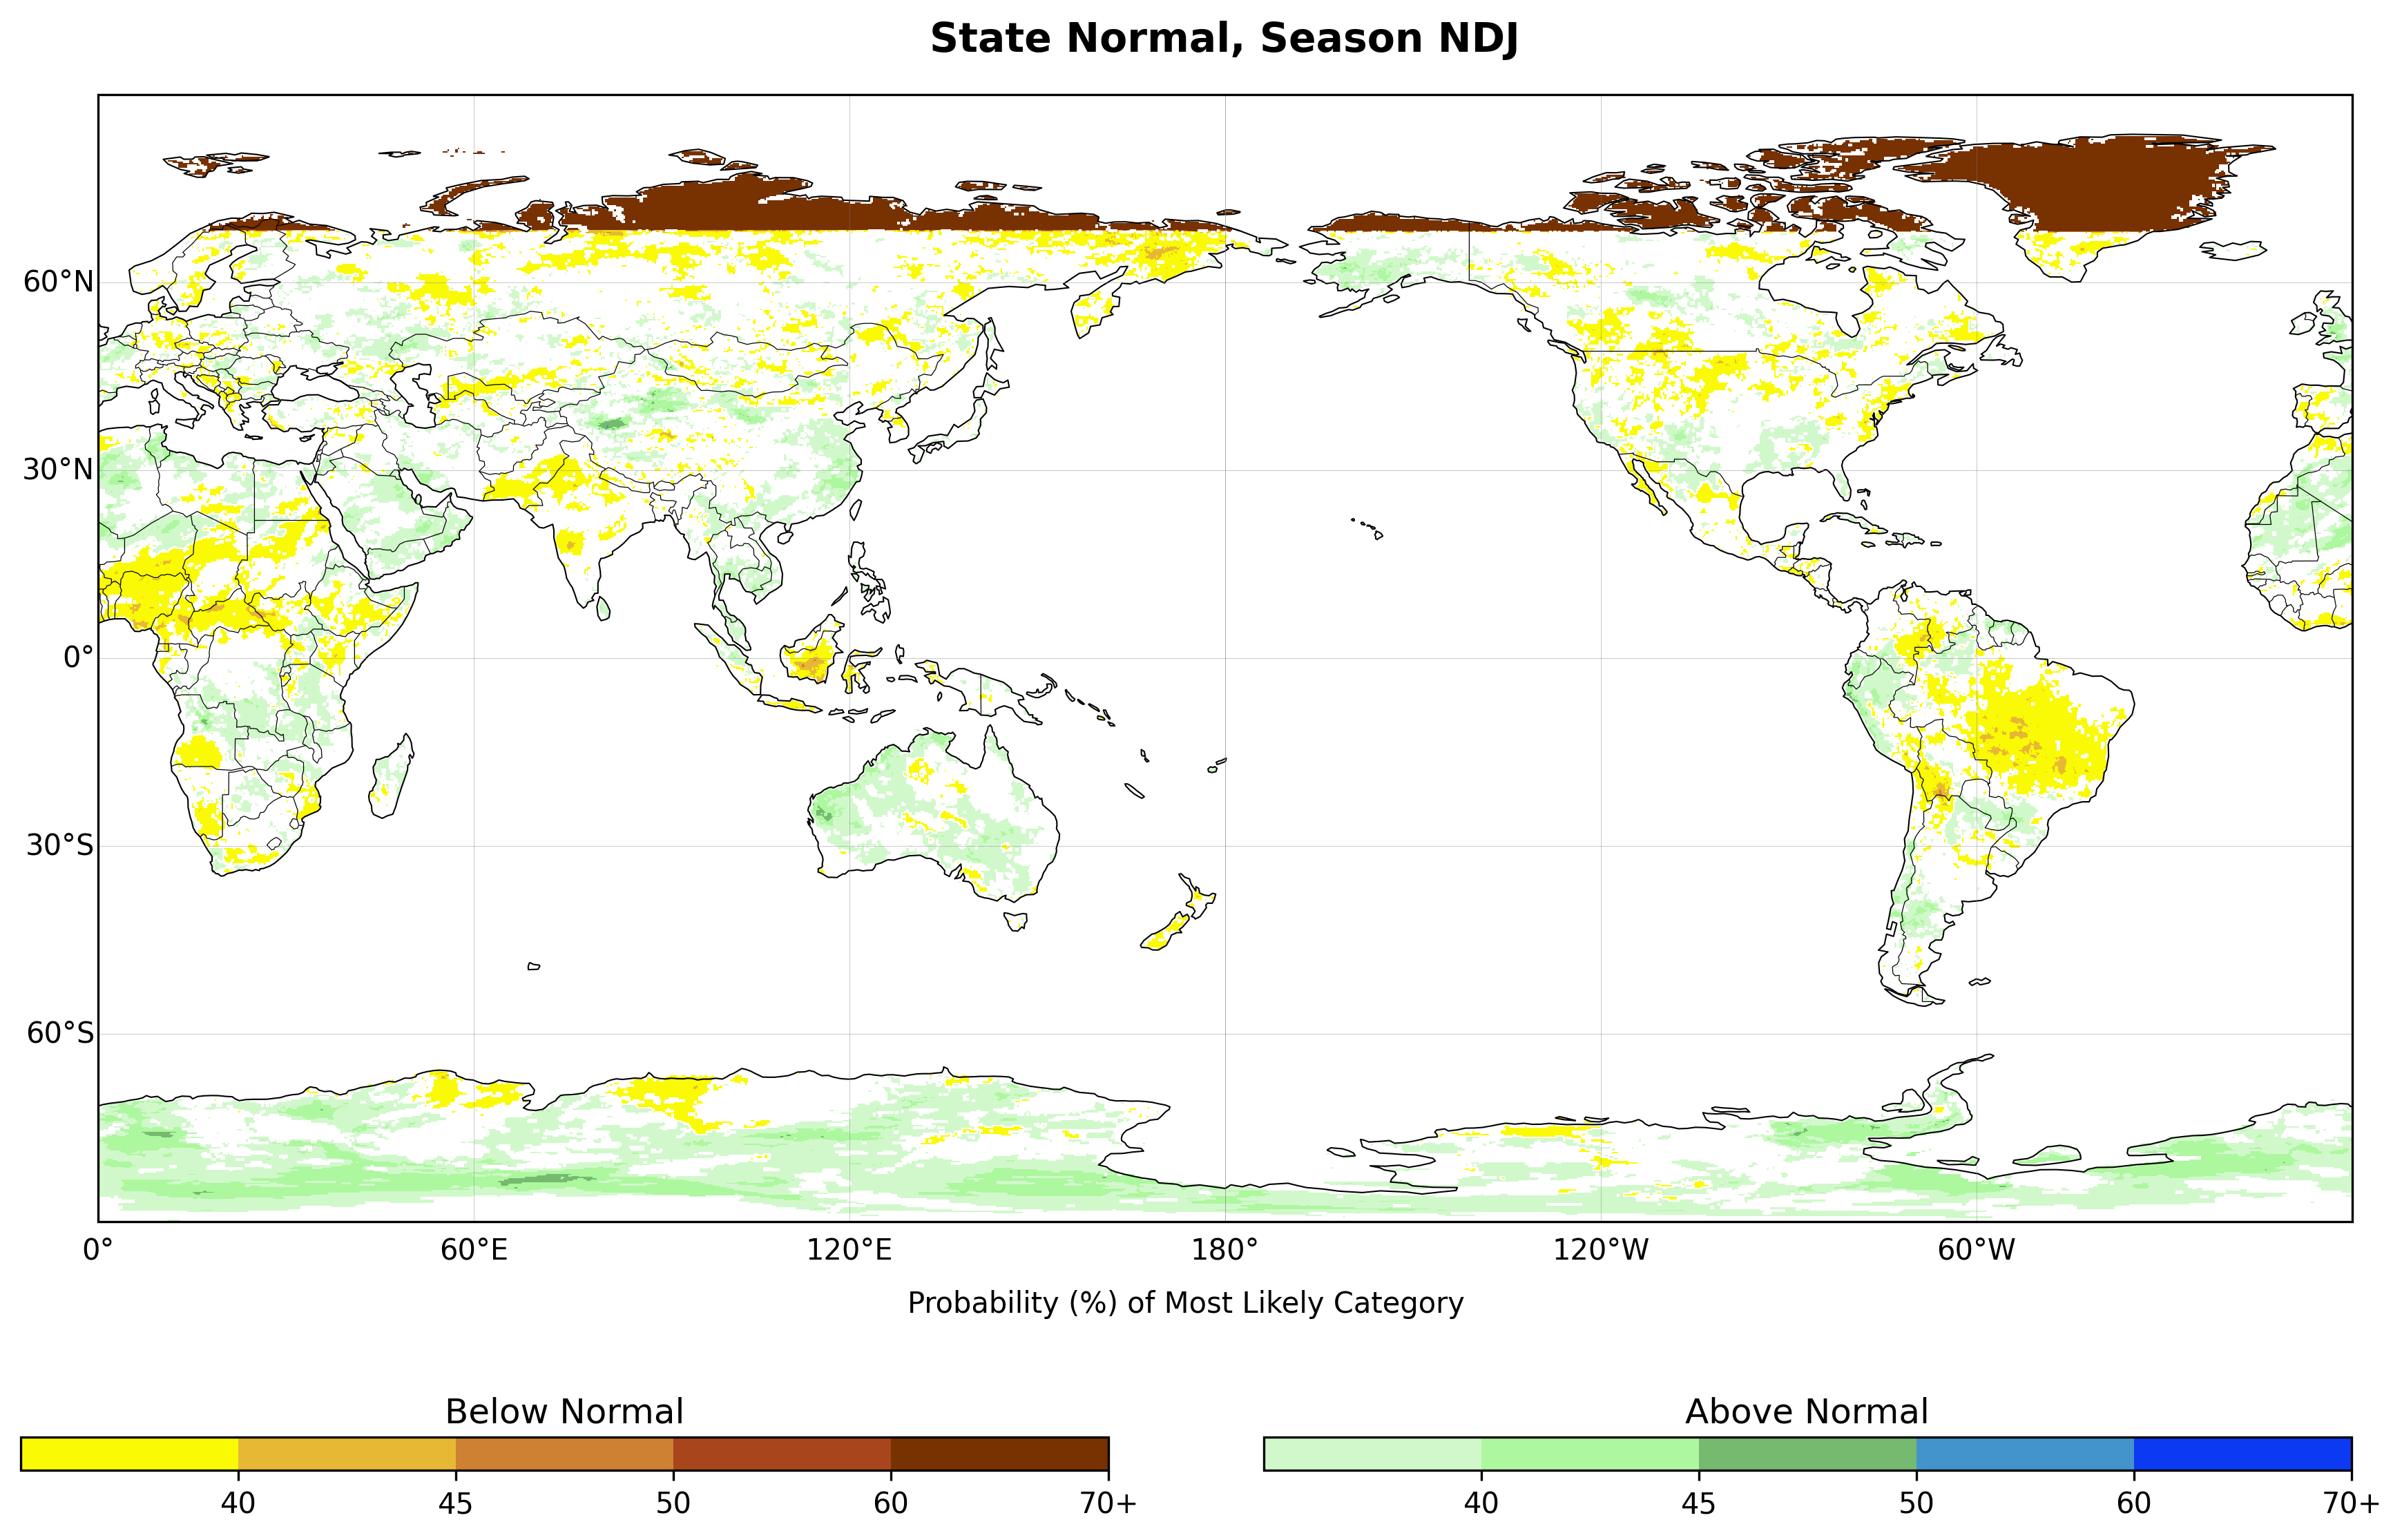 State Normal, Season NDJ
60°N
30°N
0°
30°S
60°S
0° 60°E 120°E 180° 120°W 60°W
Probability (%) of Most Likely Category
Below Normal
40 45 50 60 70+
Above Normal
40 45 50 60 70+